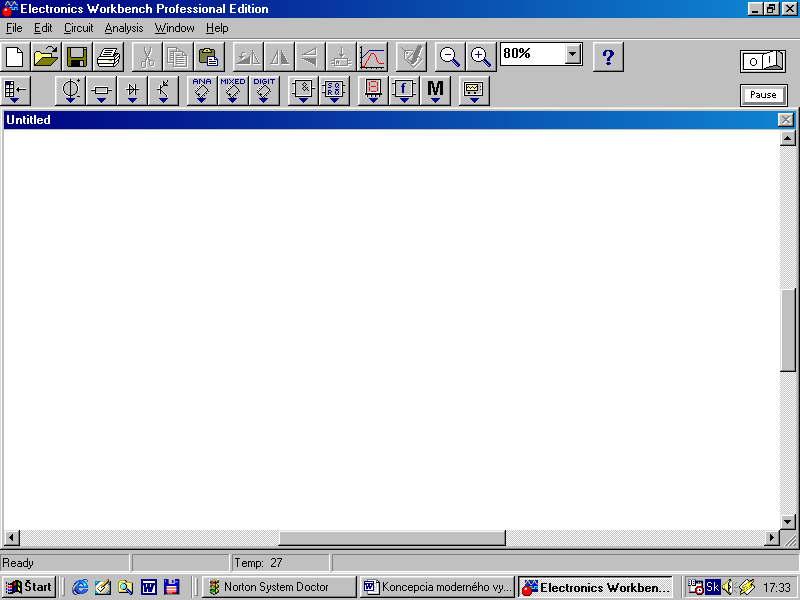 Electronics Workbench Professional Edition
File Edit Circuit Analysis Window Help
80% ?
ANA MIXED DIGIT & f M
Pause
Untitled
Ready Temp: 27
Štart W Norton System Doctor Koncepcia moderného vy... Electronics Workben... Sk 17:33